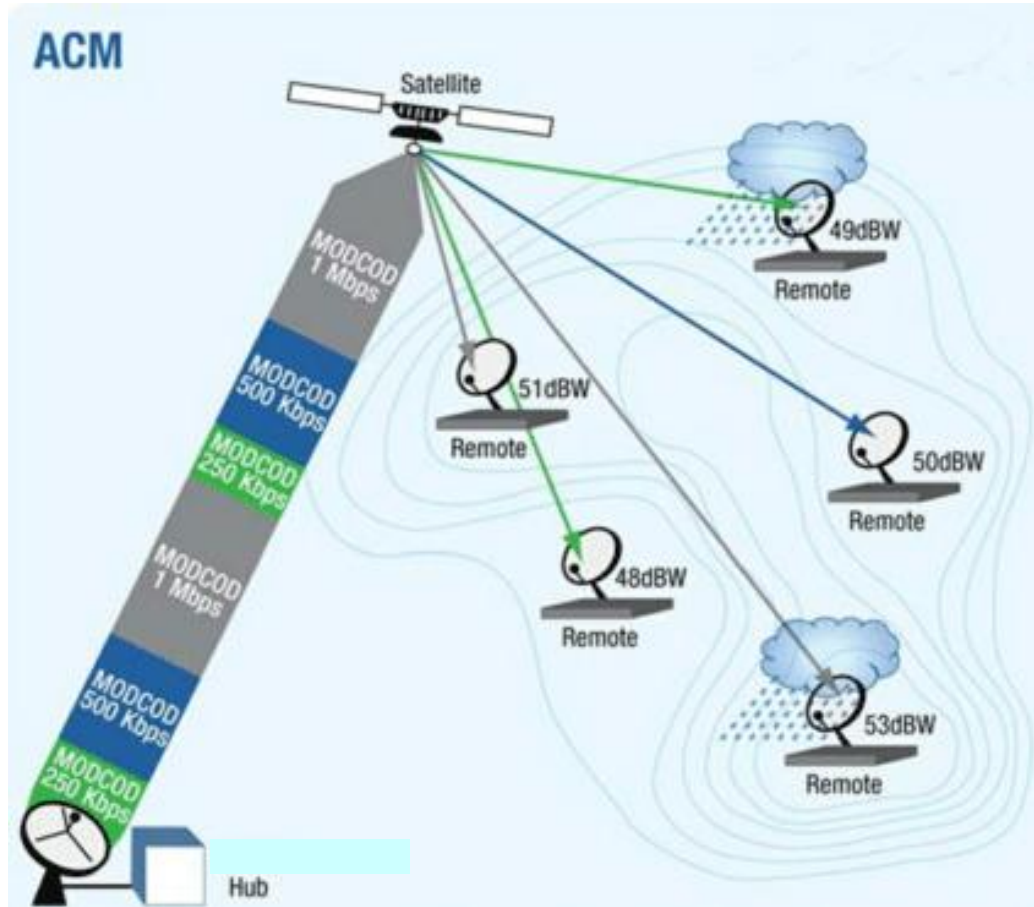 ACM
Satellite
MODCOD
1 Mbps
MODCOD
500 Kbps
MODCOD
250 Kbps
MODCOD
1 Mbps
MODCOD
500 Kbps
MODCOD
250 Kbps
Hub
49dBW
Remote
51dBW
Remote
50dBW
Remote
48dBW
Remote
53dBW
Remote